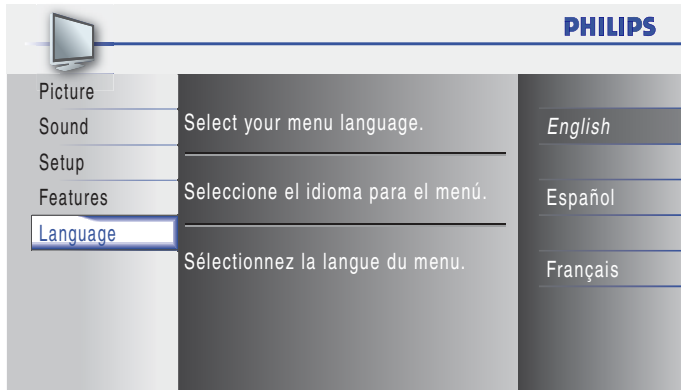 PHILIPS
Picture
Sound
Setup
Features
Language
Select your menu language.
Seleccione el idioma para el menú.
Sélectionnez la langue du menu.
English
Español
Français